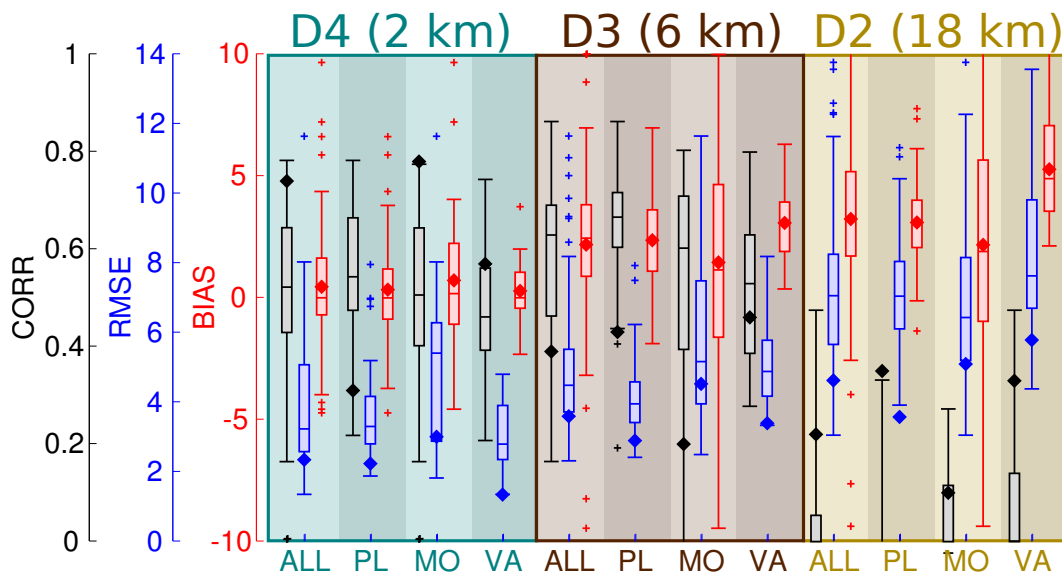 D4 (2 km) D3 (6 km) D2 (18 km)
1 14 10
12
0.8
10
5
0.6 8
CORR RMSE BIAS
0
6
0.4
4
-5
0.2
2
0 0 -10
ALL PL MO VA ALL PL MO VA ALL PL MO VA